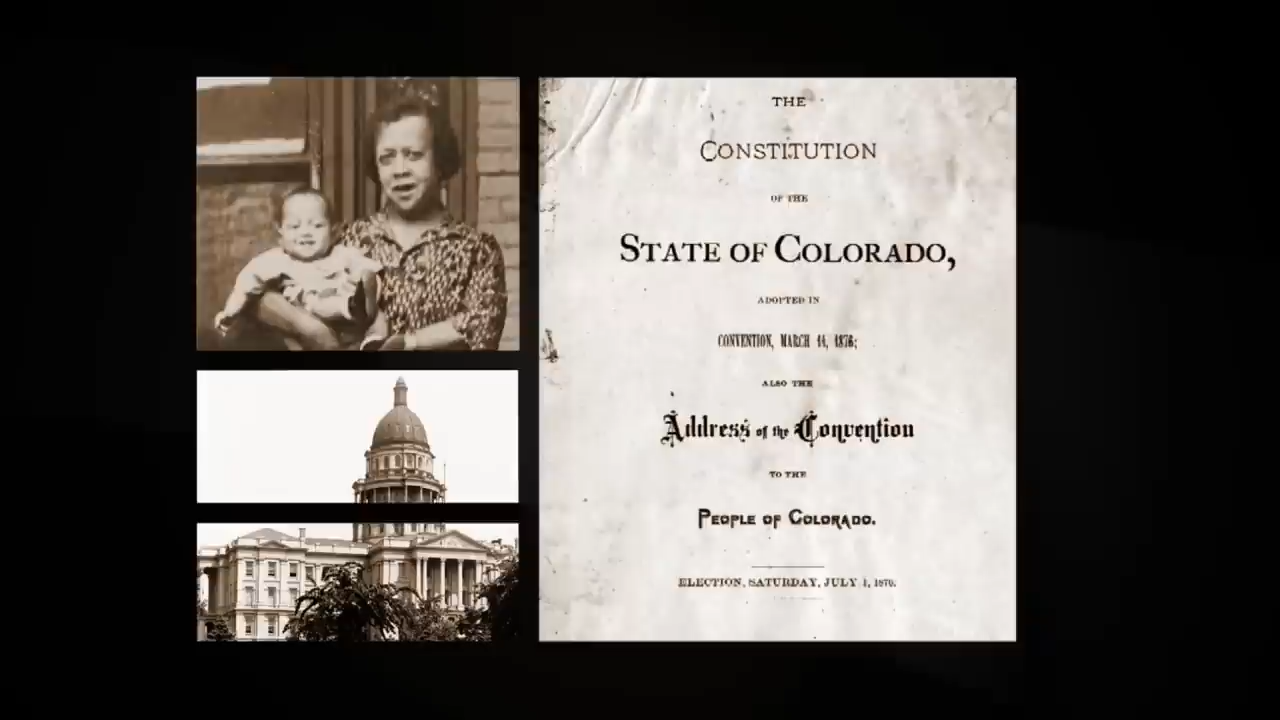 THE
CONSTITUTION
OF THE
STATE OF COLORADO,
ADOPTED IN
CONVENTION, MARCH 14, 1876;
ALSO THE
Address of the Convention
TO THE
PEOPLE OF COLORADO.
ELECTION, SATURDAY, JULY 1, 1876.